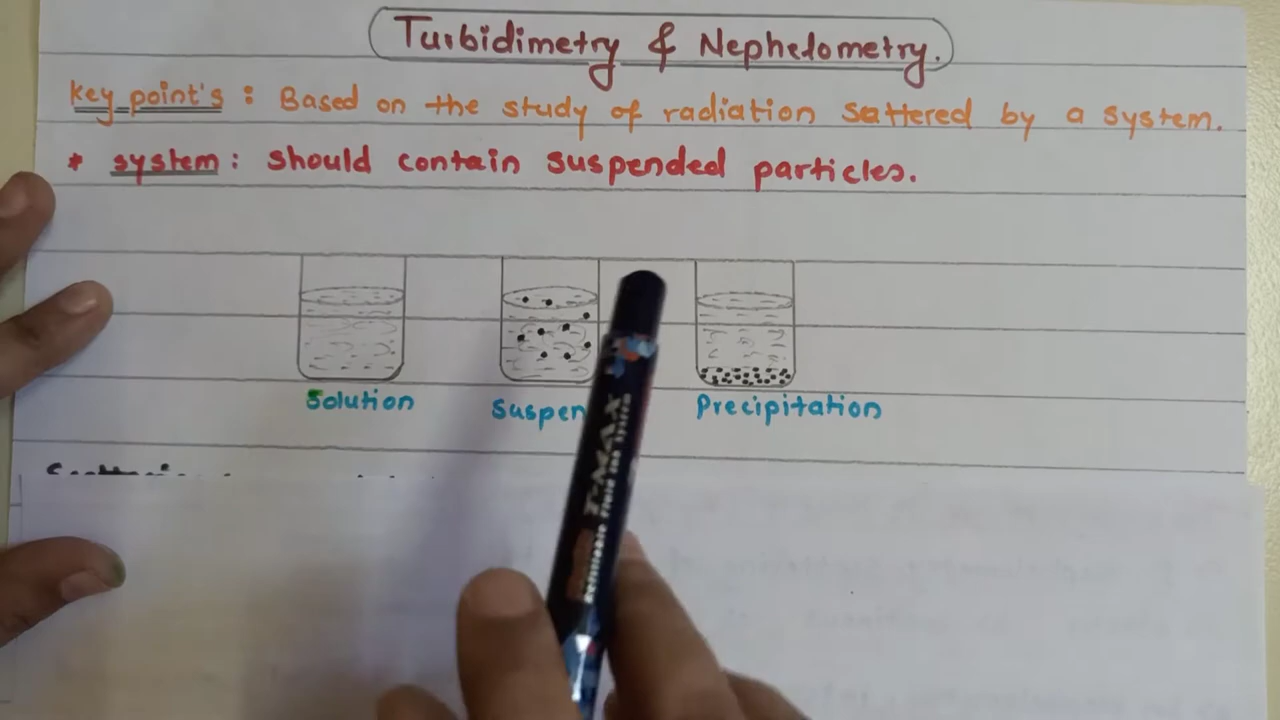 Turbidimetry & Nephelometry.
Key point's : Based on the study of radiation scattered by a system.
* system : should contain suspended particles.
Solution Suspen Precipitation